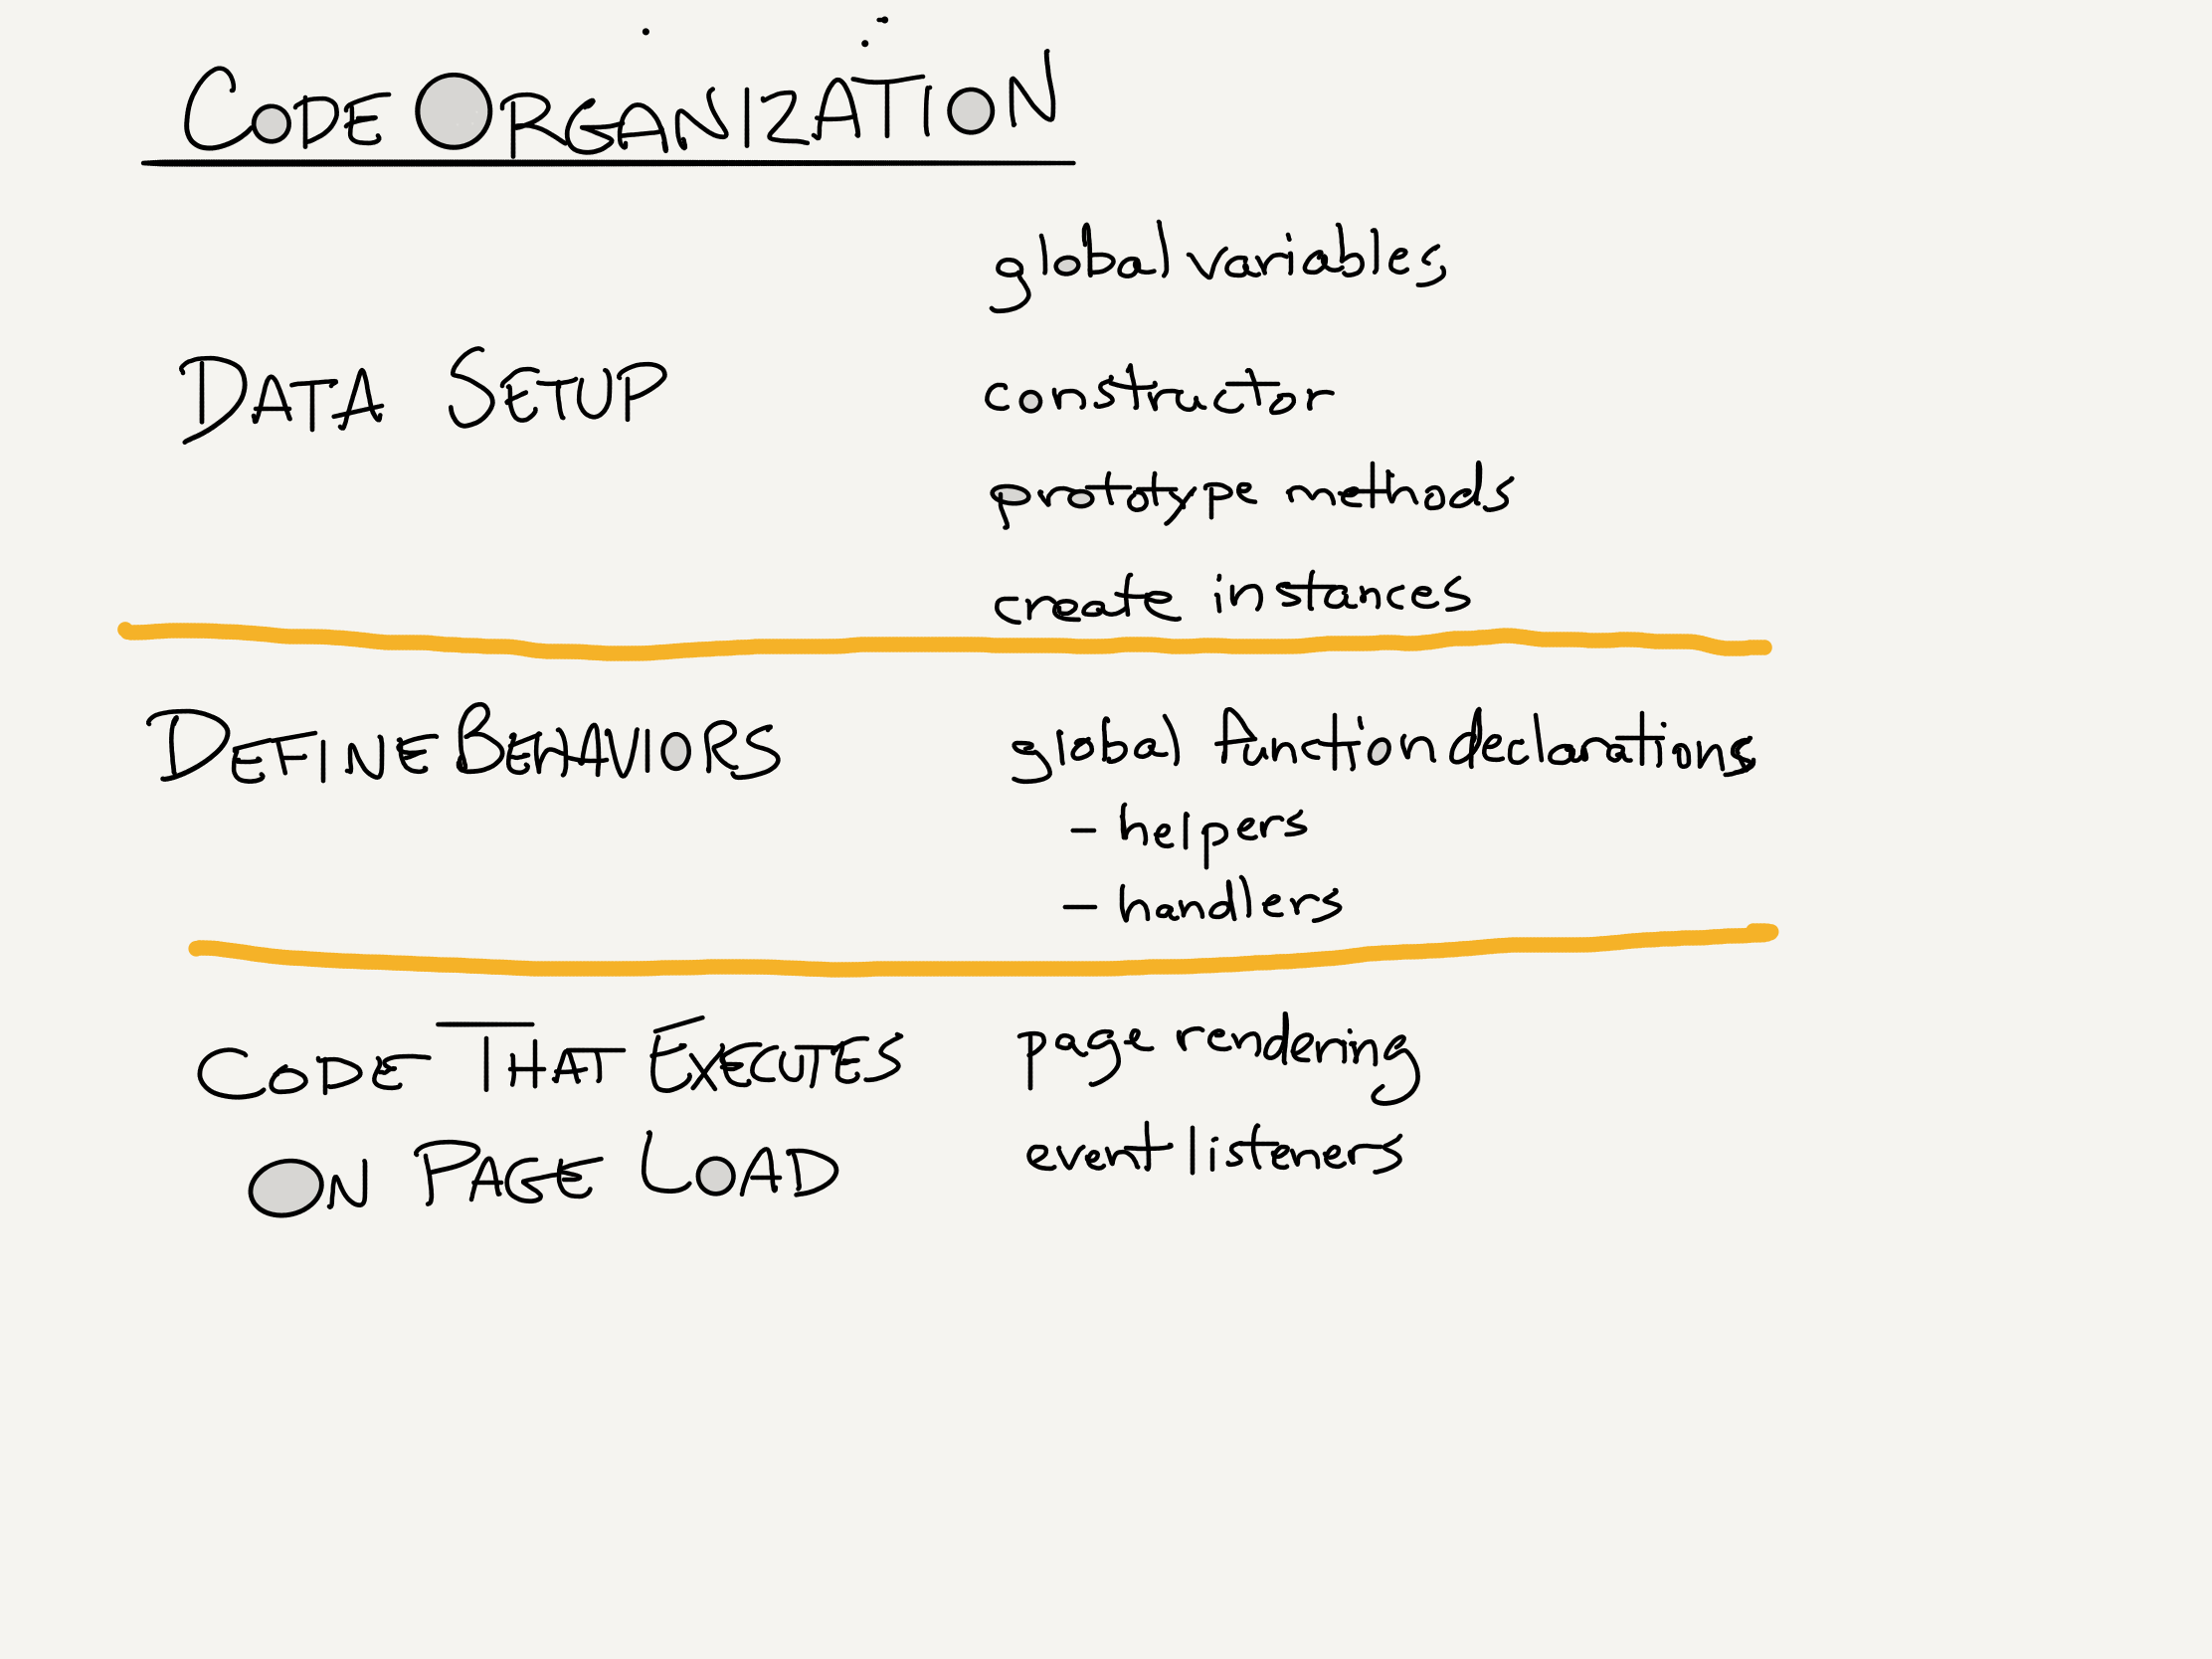 CODE ORGANIZATION
global variables
DATA SETUP
constructor
prototype methods
create instances
DEFINE BEHAVIORS
global function declarations
- helpers
- handlers
CODE THAT EXECUTES
ON PAGE LOAD
page rendering
event listeners